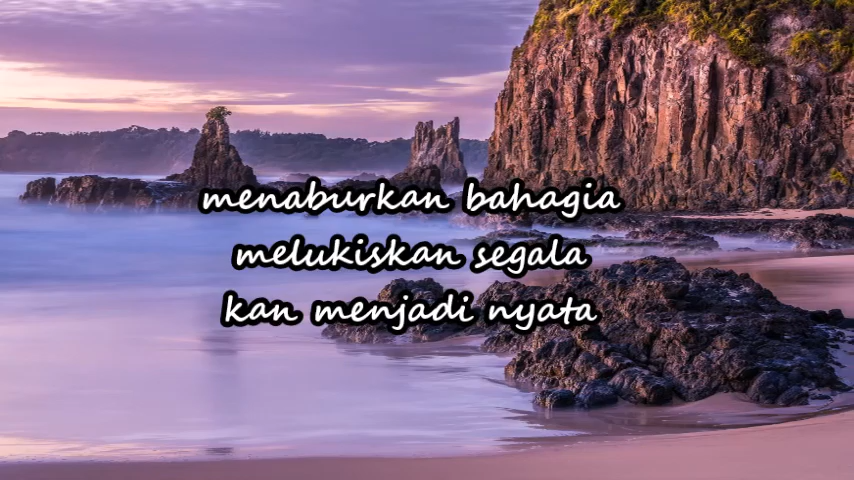 menaburkan bahagia
melukiskan segala
kan menjadi nyata